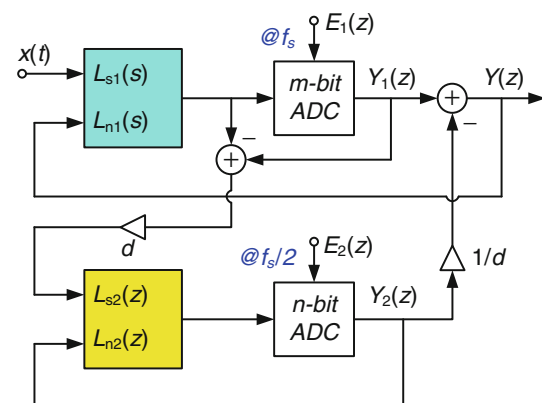 @fs
E1(z)
x(t)
Ls1(s)
Ln1(s)
m-bit
ADC
Y1(z)
Y(z)
+
−
−
+
d
@fs/2
E2(z)
1/d
Ls2(z)
Ln2(z)
n-bit
ADC
Y2(z)